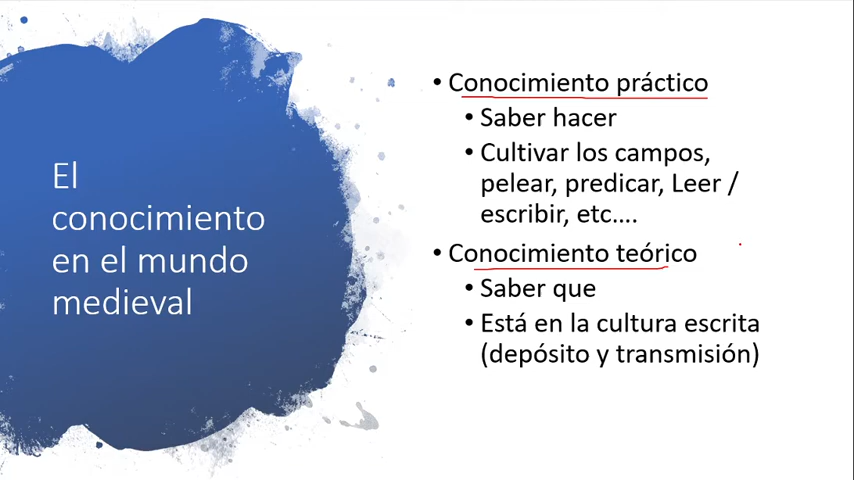 El
conocimiento
en el mundo
medieval
• Conocimiento práctico
• Saber hacer
• Cultivar los campos,
pelear, predicar, Leer /
escribir, etc....
• Conocimiento teórico
• Saber que
• Está en la cultura escrita
(depósito y transmisión)